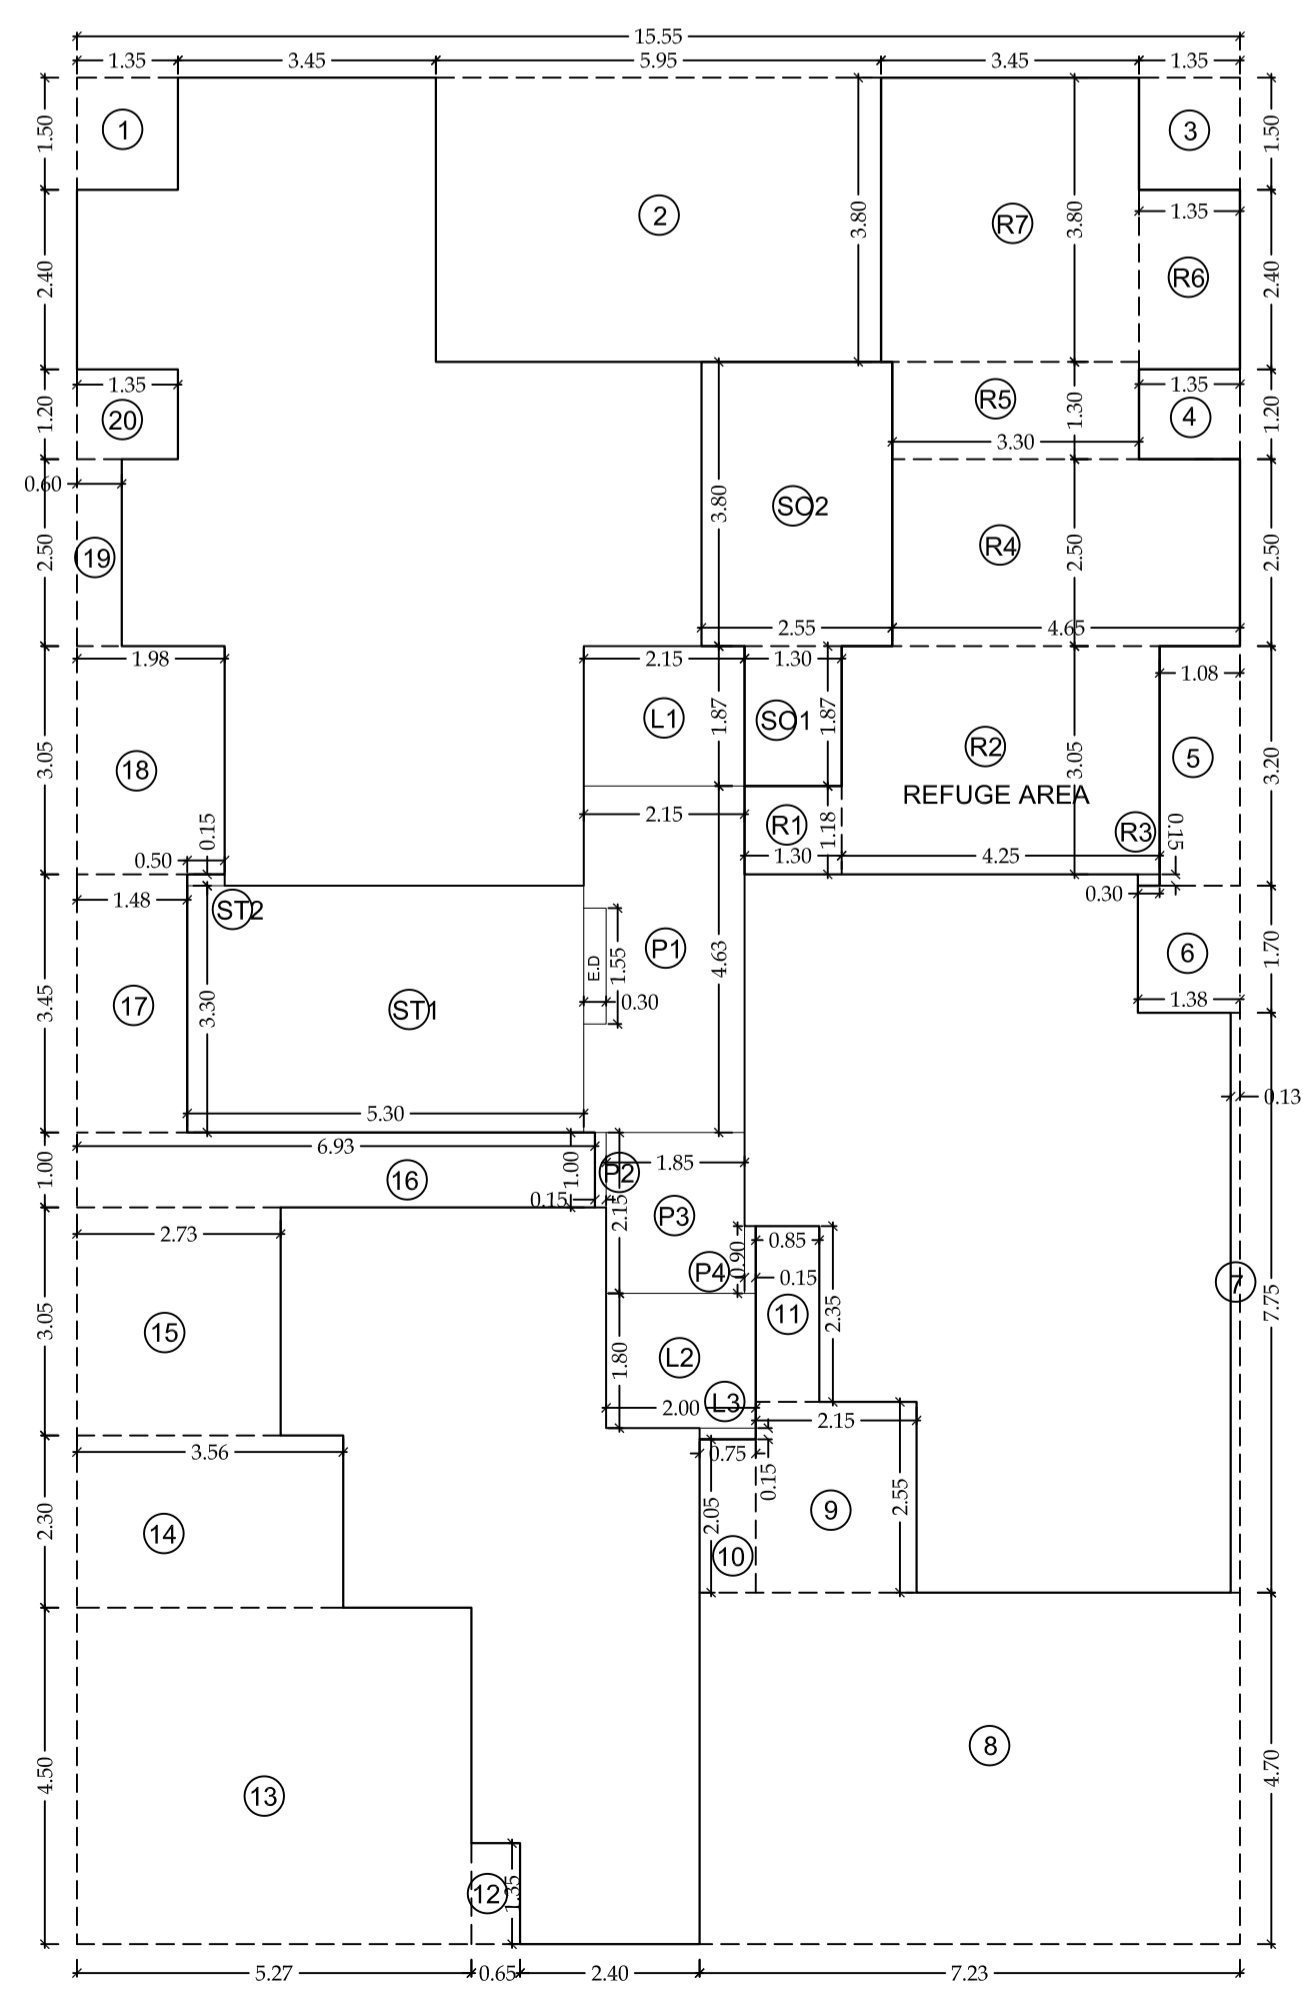 15.55
1.35 3.45 5.95 3.45 1.35
1.50 1 3 1.50
1.35
2 3.80 R7 3.80
2.40 R6 2.40
1.35 1.35
1.20 20 R5 1.30 4 1.20
3.30
0.60
3.80 SO2
2.50 19 R4 2.50 2.50
2.55 4.65
1.98 2.15 1.30 1.08
L1 1.87 SO1 1.87 R2
3.05 18 3.05 5 3.20
REFUGE AREA
2.15 R1 1.18 R3 0.15
0.15
0.50 1.30 4.25
1.48 ST2 0.30
P1 4.63 6 1.70
E.D 1.55
3.45 17 3.30 ST1 0.30 1.38
5.30 0.13
6.93
1.00 16 1.00 P2 1.85
0.15 2.15 P3
2.73 0.90 0.85
P4 0.15 7
3.05 15 11 2.35 7.75
1.80 L2
L3
2.00 2.15
3.56 0.75 0.15
2.30 14 2.05 9 2.55
10
8
4.50 13 4.70
12 1.35
5.27 0.65 2.40 7.23